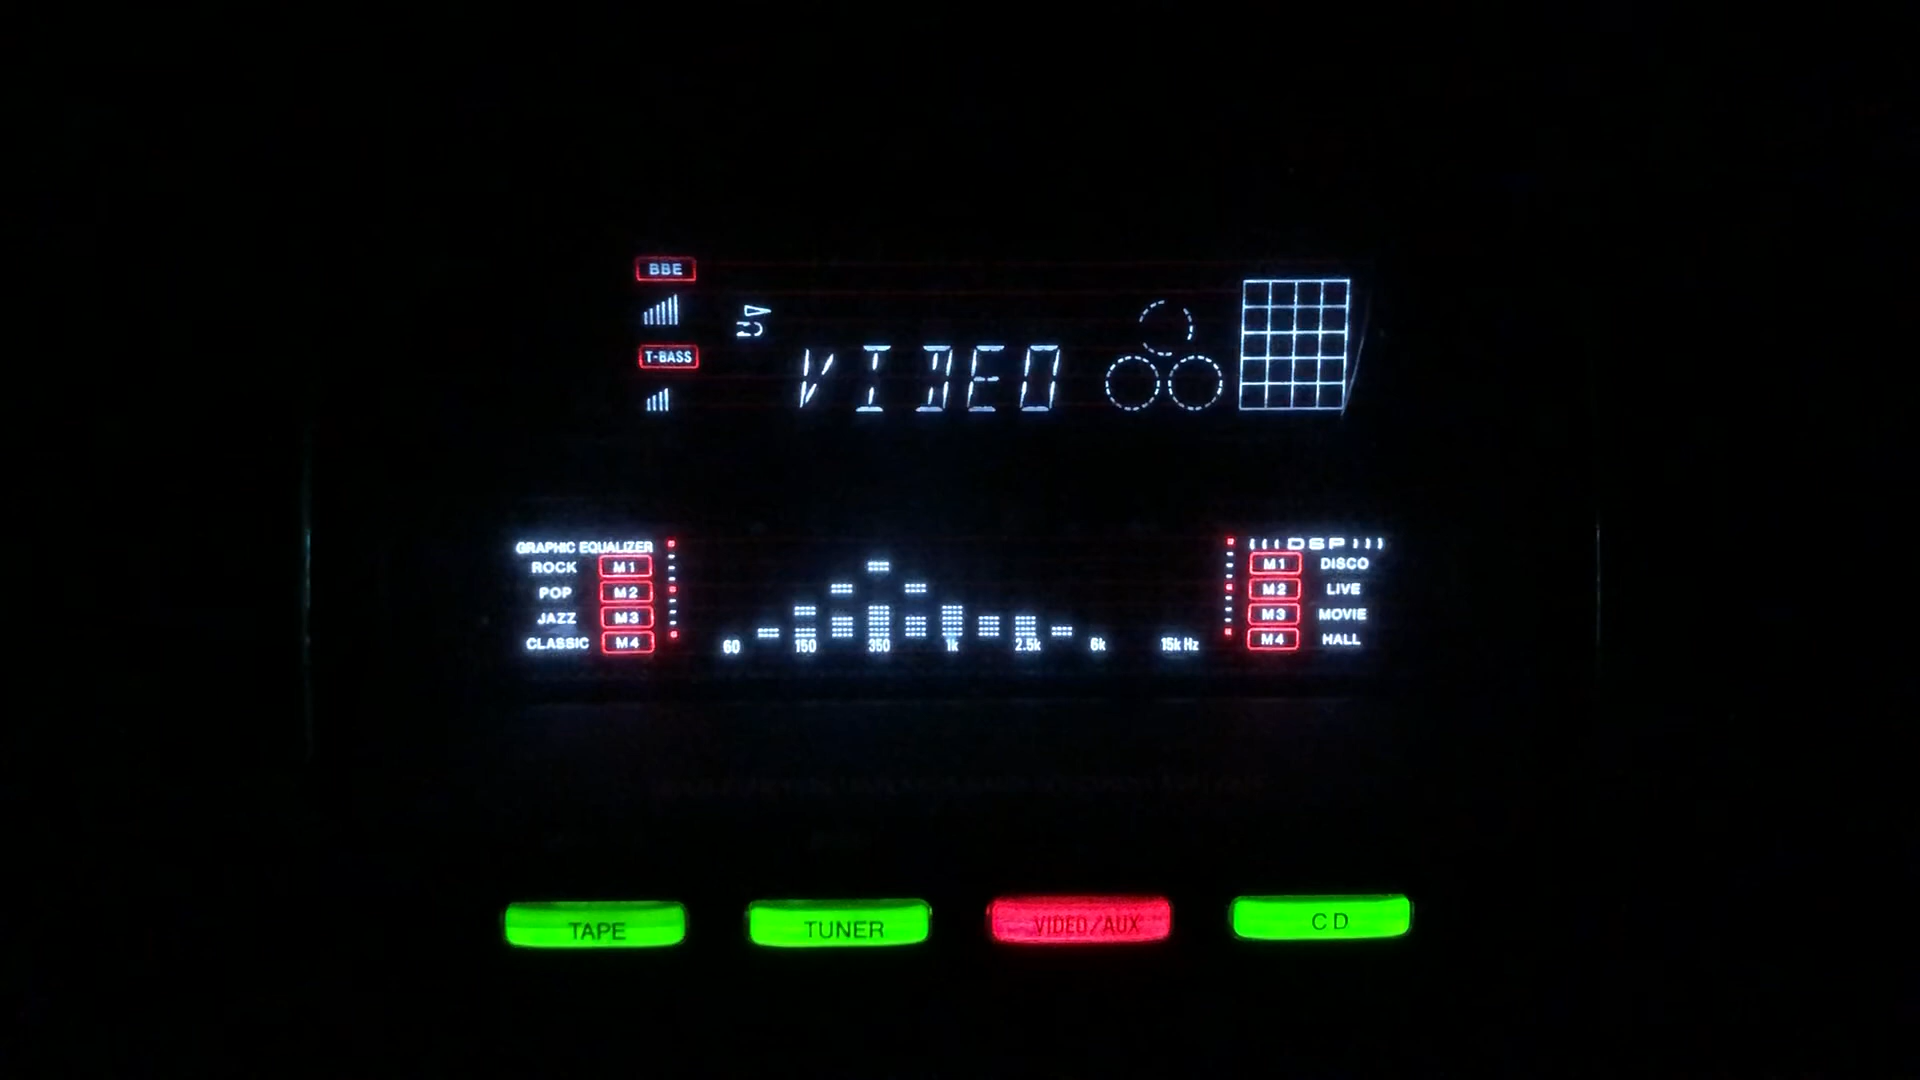 BBE
T-BASS
VIDEO
GRAPHIC EQUALIZER
ROCK M1
POP M2
JAZZ M3
CLASSIC M4
60 150 350 1k 2.5k 6k 15k Hz
DSP
M1 DISCO
M2 LIVE
M3 MOVIE
M4 HALL
TAPE TUNER VIDEO/AUX CD